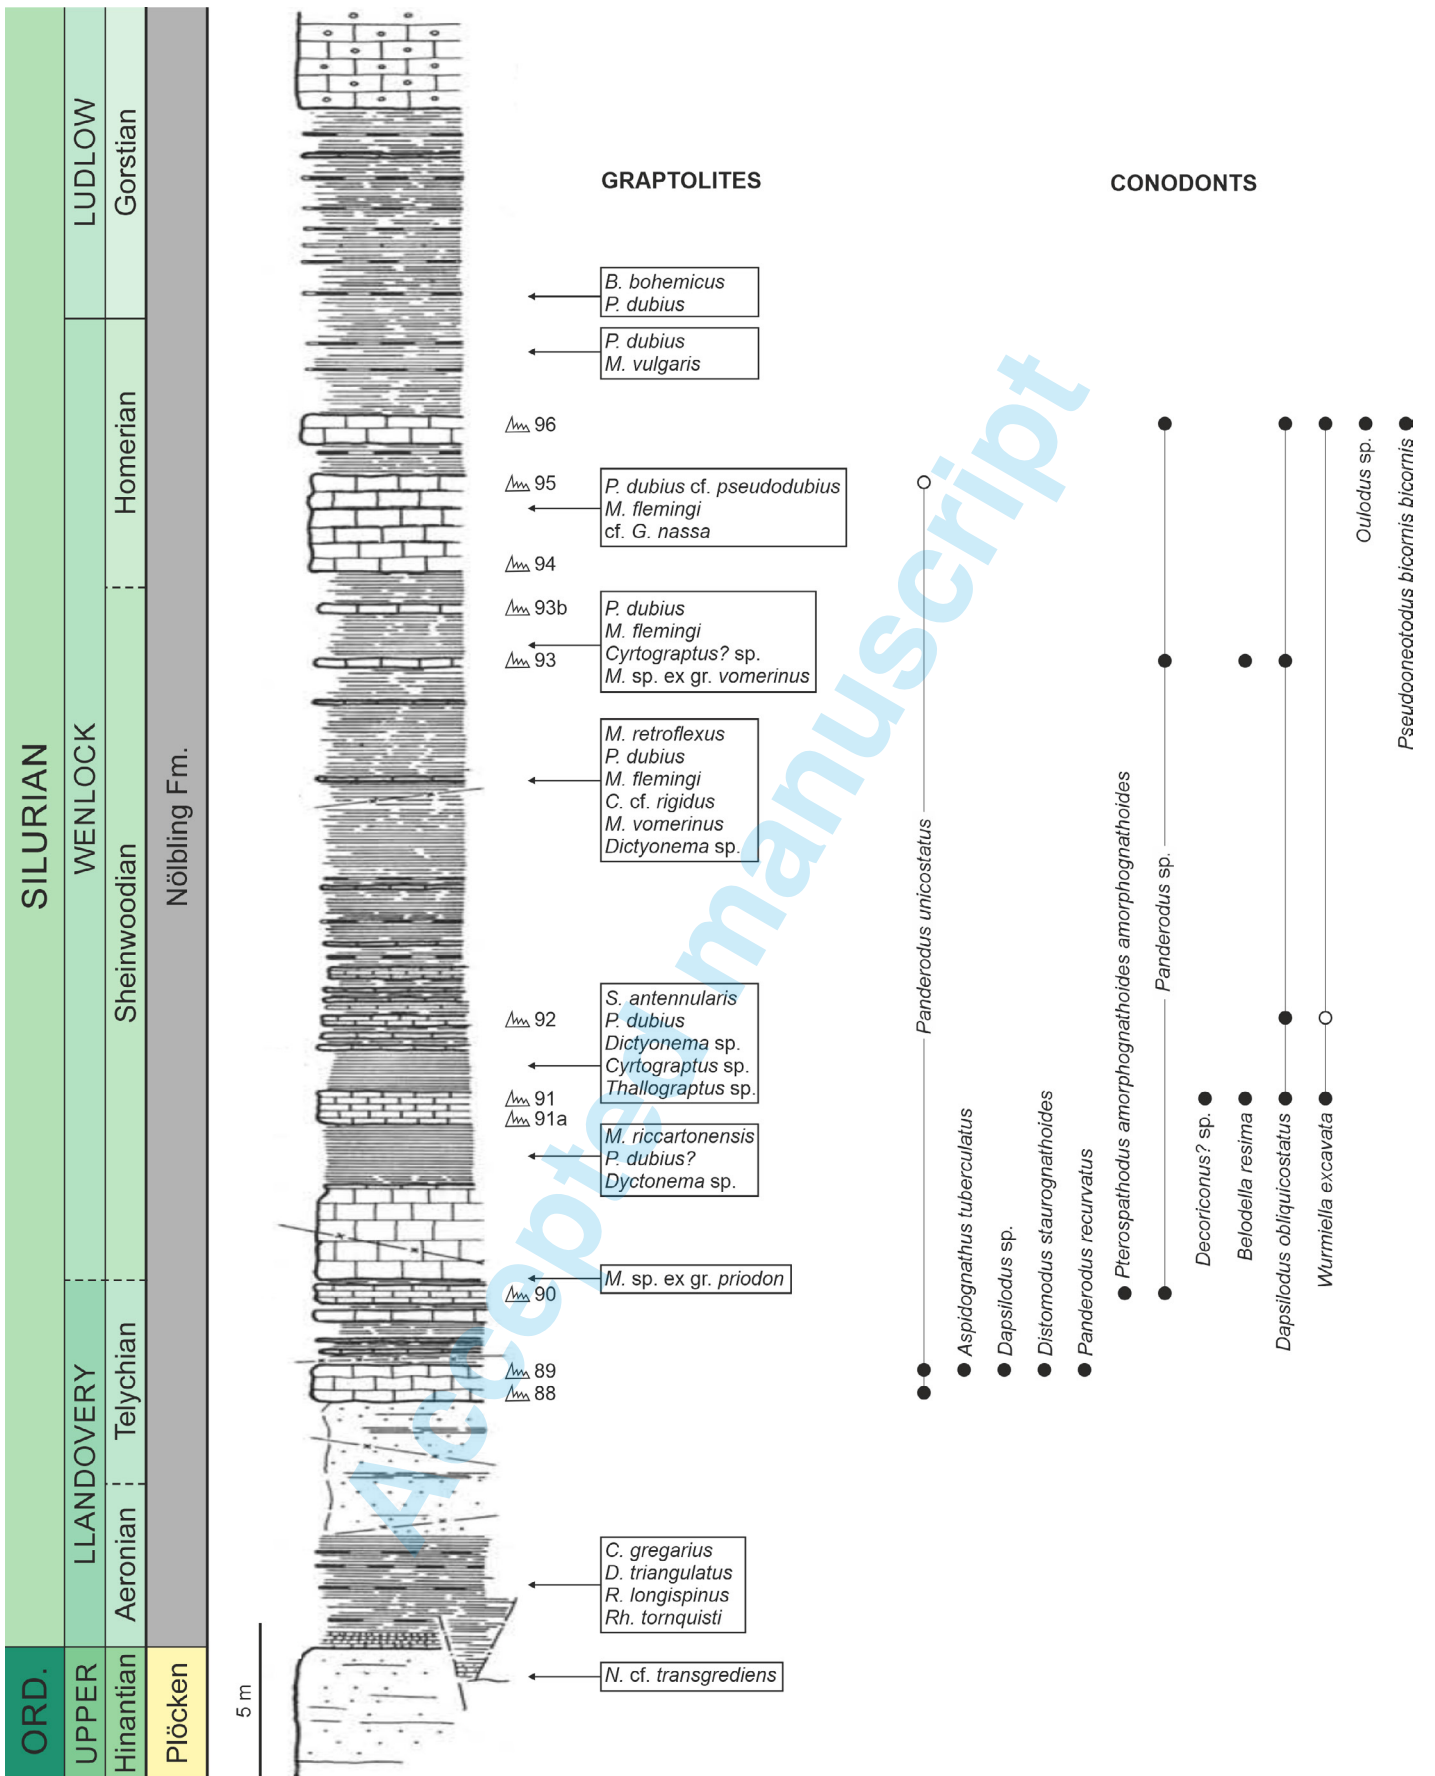 SILURIAN
ORD.
LUDLOW
WENLOCK
LLANDOVERY
UPPER
Gorstian
Homerian
Sheinwoodian
Telychian
Aeronian
Hinantian
Nölbling Fm.
Plöcken
5 m
GRAPTOLITES
CONODONTS
B. bohemicus
P. dubius
P. dubius
M. vulgaris
96
95
P. dubius cf. pseudodubius
M. flemingi
cf. G. nassa
94
93b
P. dubius
M. flemingi
Cyrtograptus? sp.
M. sp. ex gr. vomerinus
93
M. retroflexus
P. dubius
M. flemingi
C. cf. rigidus
M. vomerinus
Dictyonema sp.
S. antennularis
P. dubius
Dictyonema sp.
Cyrtograptus sp.
Thallograptus sp.
92
91
91a
M. riccartonensis
P. dubius?
Dyctonema sp.
M. sp. ex gr. priodon
90
89
88
C. gregarius
D. triangulatus
R. longispinus
Rh. tornquisti
N. cf. transgrediens
Panderodus unicostatus
Aspidognathus tuberculatus
Dapsilodus sp.
Distomodus staurognathoides
Panderodus recurvatus
Pterospathodus amorphognathoides amorphognathoides
Panderodus sp.
Decoriconus? sp.
Belodella resima
Dapsilodus obliquicostatus
Wurmiella excavata
Oulodus sp.
Pseudooneotodus bicornis bicornis
Accepted manuscript